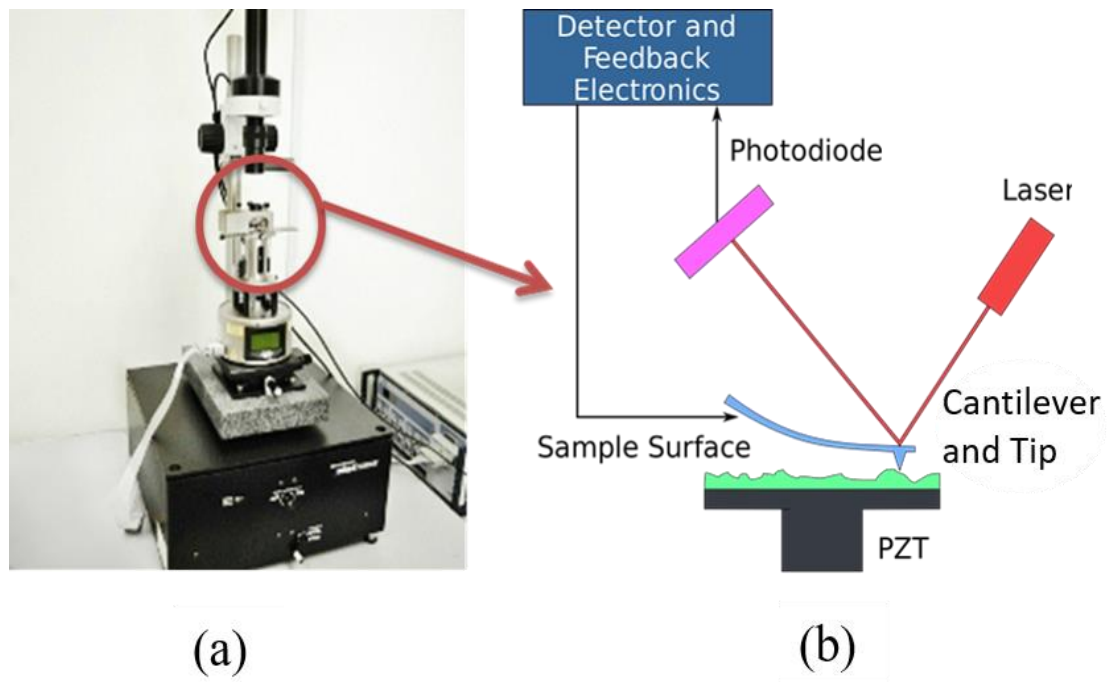 Detector and
Feedback
Electronics
Photodiode
Laser
Cantilever
and Tip
Sample Surface
PZT
(a)
(b)